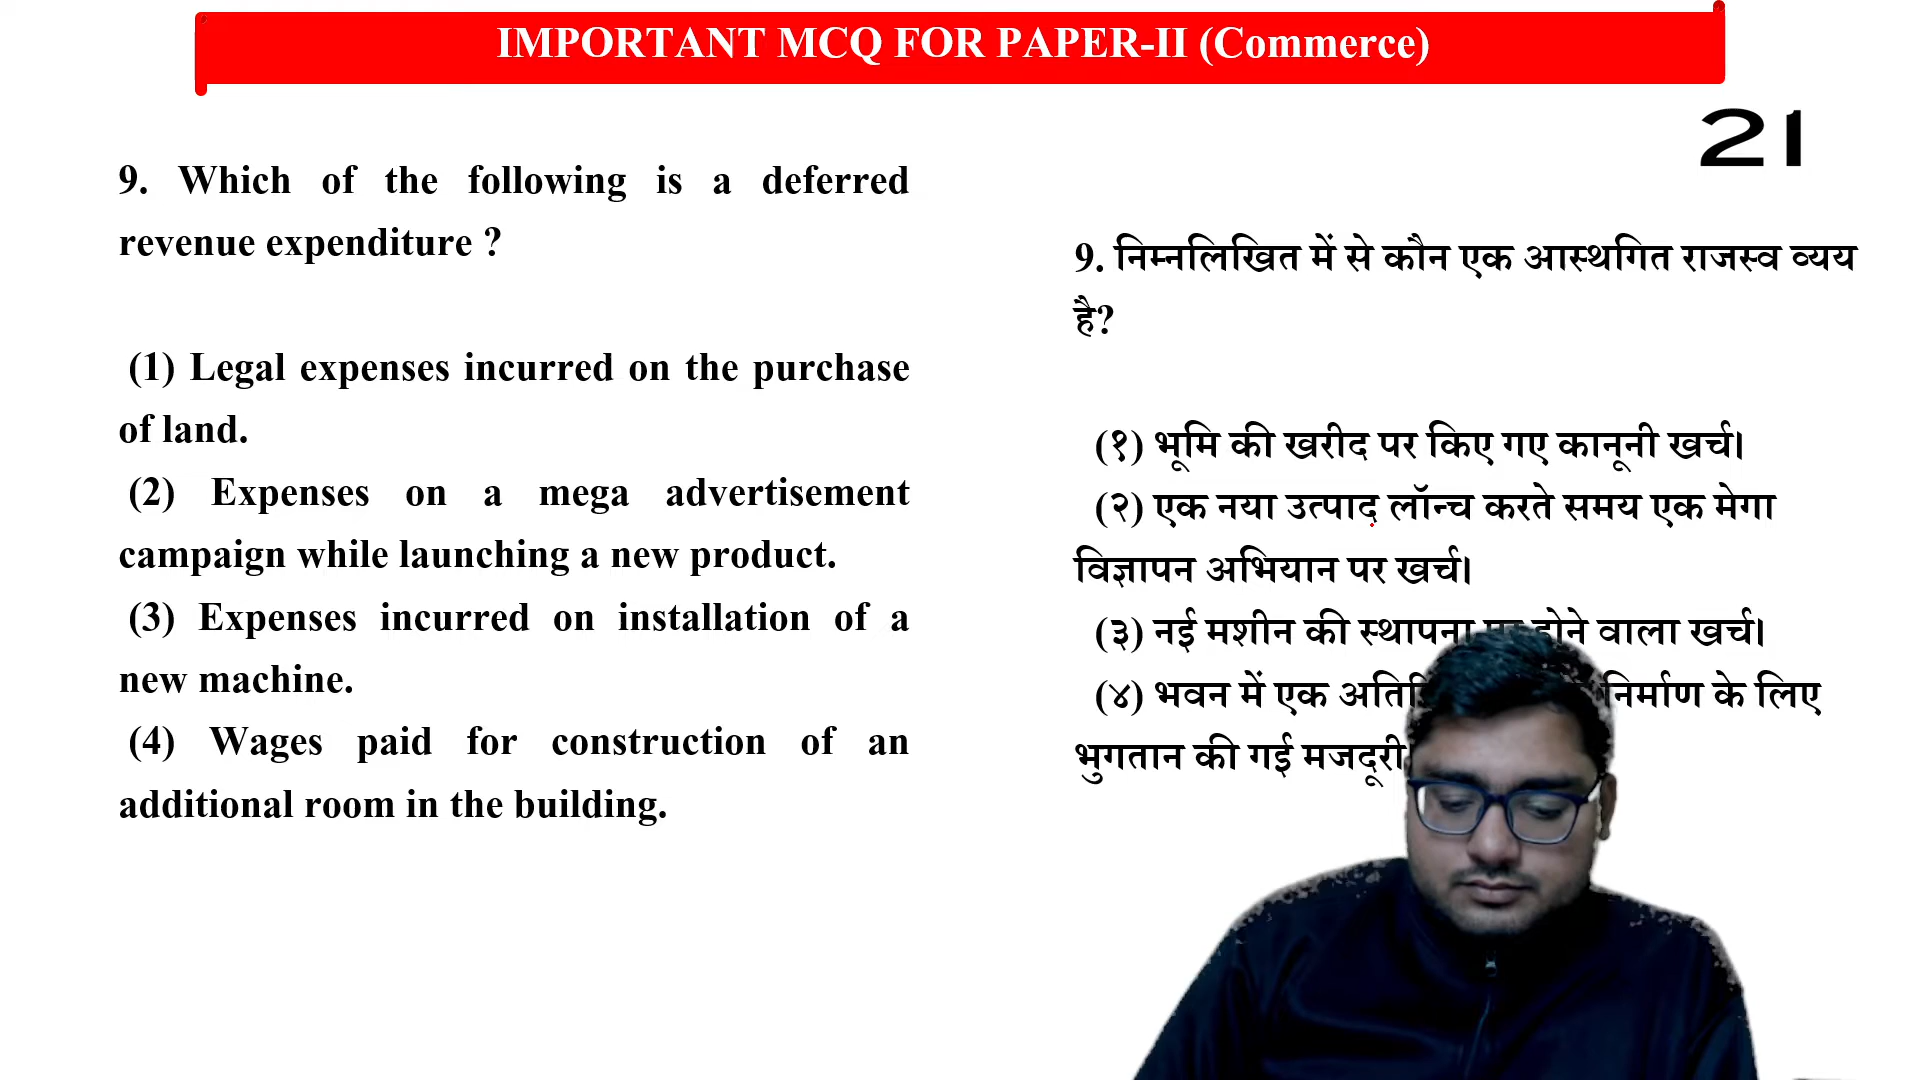 IMPORTANT MCQ FOR PAPER-II (Commerce)
21
9. Which of the following is a deferred
revenue expenditure ?
(1) Legal expenses incurred on the purchase
of land.
(2) Expenses on a mega advertisement
campaign while launching a new product.
(3) Expenses incurred on installation of a
new machine.
(4) Wages paid for construction of an
additional room in the building.
9. निम्नलिखित में से कौन एक आस्थगित राजस्व व्यय
है?
(१) भूमि की खरीद पर किए गए कानूनी खर्च।
(२) एक नया उत्पाद लॉन्च करते समय एक मेगा
विज्ञापन अभियान पर खर्च।
(३) नई मशीन की स्थापना होने वाला खर्च।
(४) भवन में एक निर्माण के लिए
भुगतान की गई मजदूरी